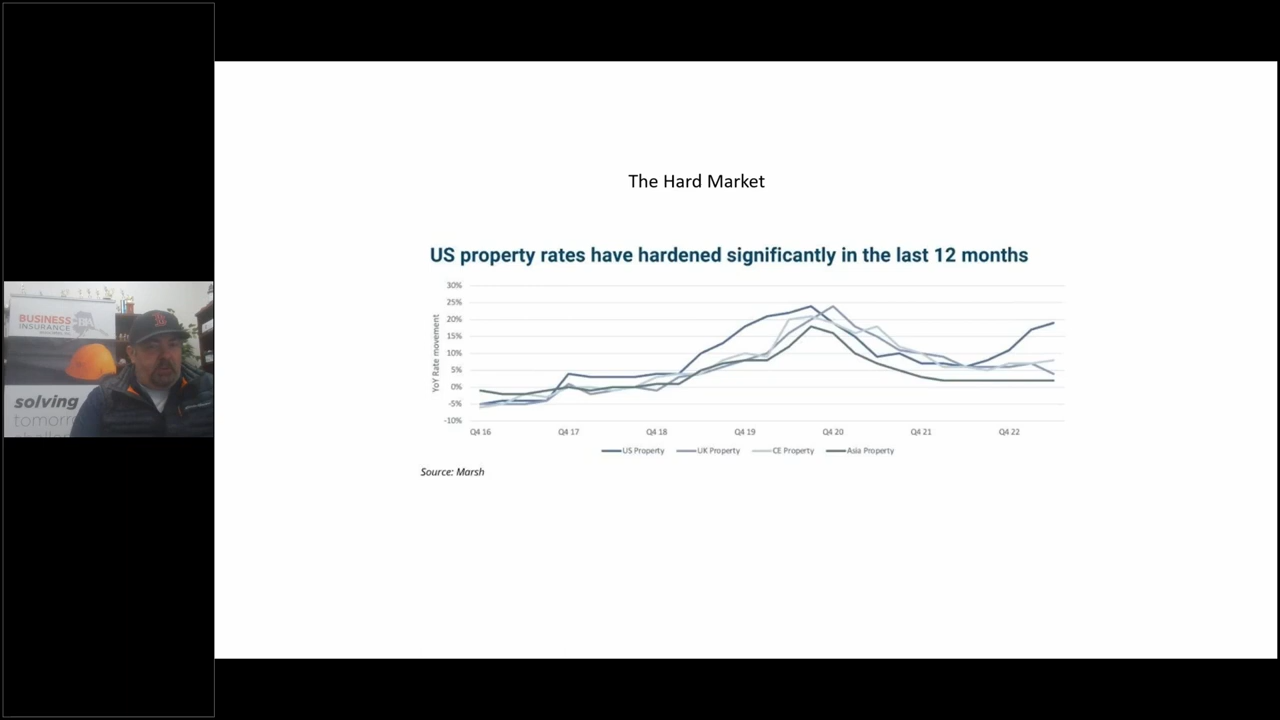 The Hard Market
US property rates have hardened significantly in the last 12 months
30%
25%
20%
15%
10%
5%
0%
-5%
-10%
YoY Rate movement
Q4 16 Q4 17 Q4 18 Q4 19 Q4 20 Q4 21 Q4 22
US Property UK Property CE Property Asia Property
Source: Marsh
BUSINESS
INSURANCE
solving
tomorr